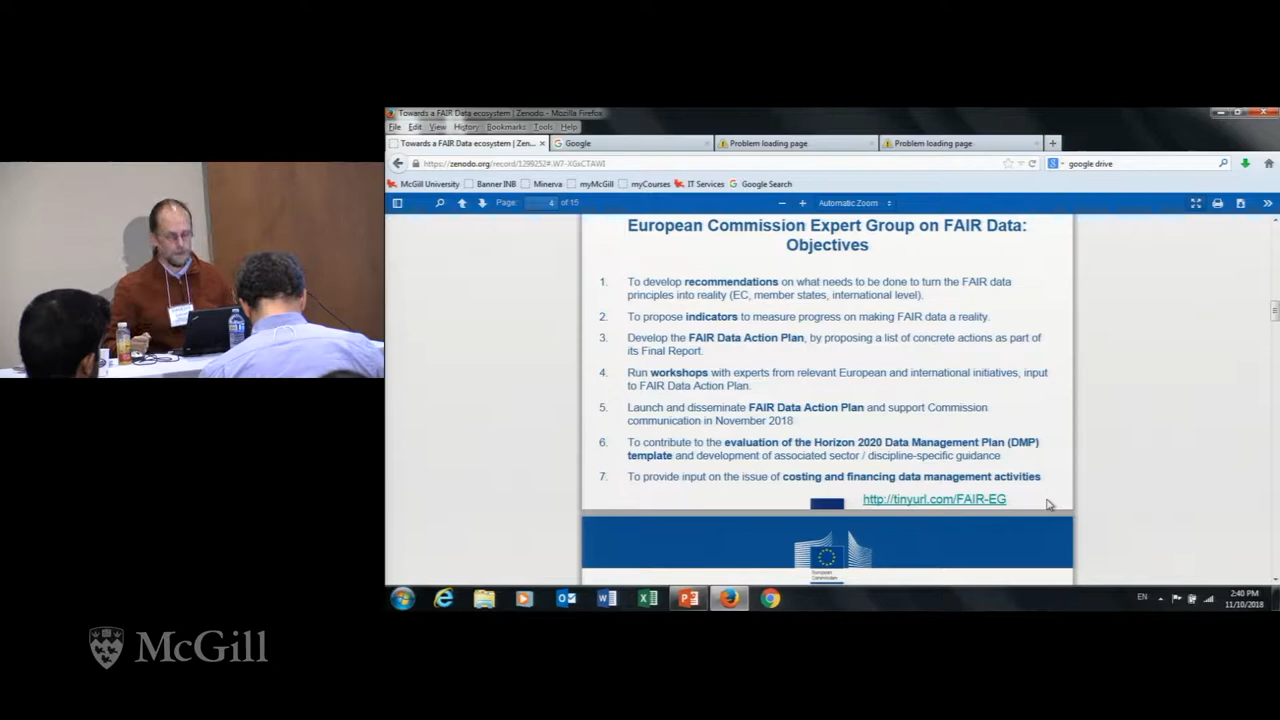 Towards a FAIR Data ecosystem | Zenodo - Mozilla Firefox
File Edit View History Bookmarks Tools Help
Towards a FAIR Data ecosystem | Zen... Google Problem loading page Problem loading page
https://zenodo.org/record/1299252#.W7-XGxCTAWI google drive
McGill University Banner INB Minerva myMcGill myCourses IT Services Google Search
Page: 4 of 15 Automatic Zoom
European Commission Expert Group on FAIR Data:
Objectives
1. To develop recommendations on what needs to be done to turn the FAIR data
principles into reality (EC, member states, international level).
2. To propose indicators to measure progress on making FAIR data a reality.
3. Develop the FAIR Data Action Plan, by proposing a list of concrete actions as part of
its Final Report.
4. Run workshops with experts from relevant European and international initiatives, input
to FAIR Data Action Plan.
5. Launch and disseminate FAIR Data Action Plan and support Commission
communication in November 2018
6. To contribute to the evaluation of the Horizon 2020 Data Management Plan (DMP)
template and development of associated sector / discipline-specific guidance
7. To provide input on the issue of costing and financing data management activities
http://tinyurl.com/FAIR-EG
European
Commission
EN 2:40 PM
11/10/2018
McGill